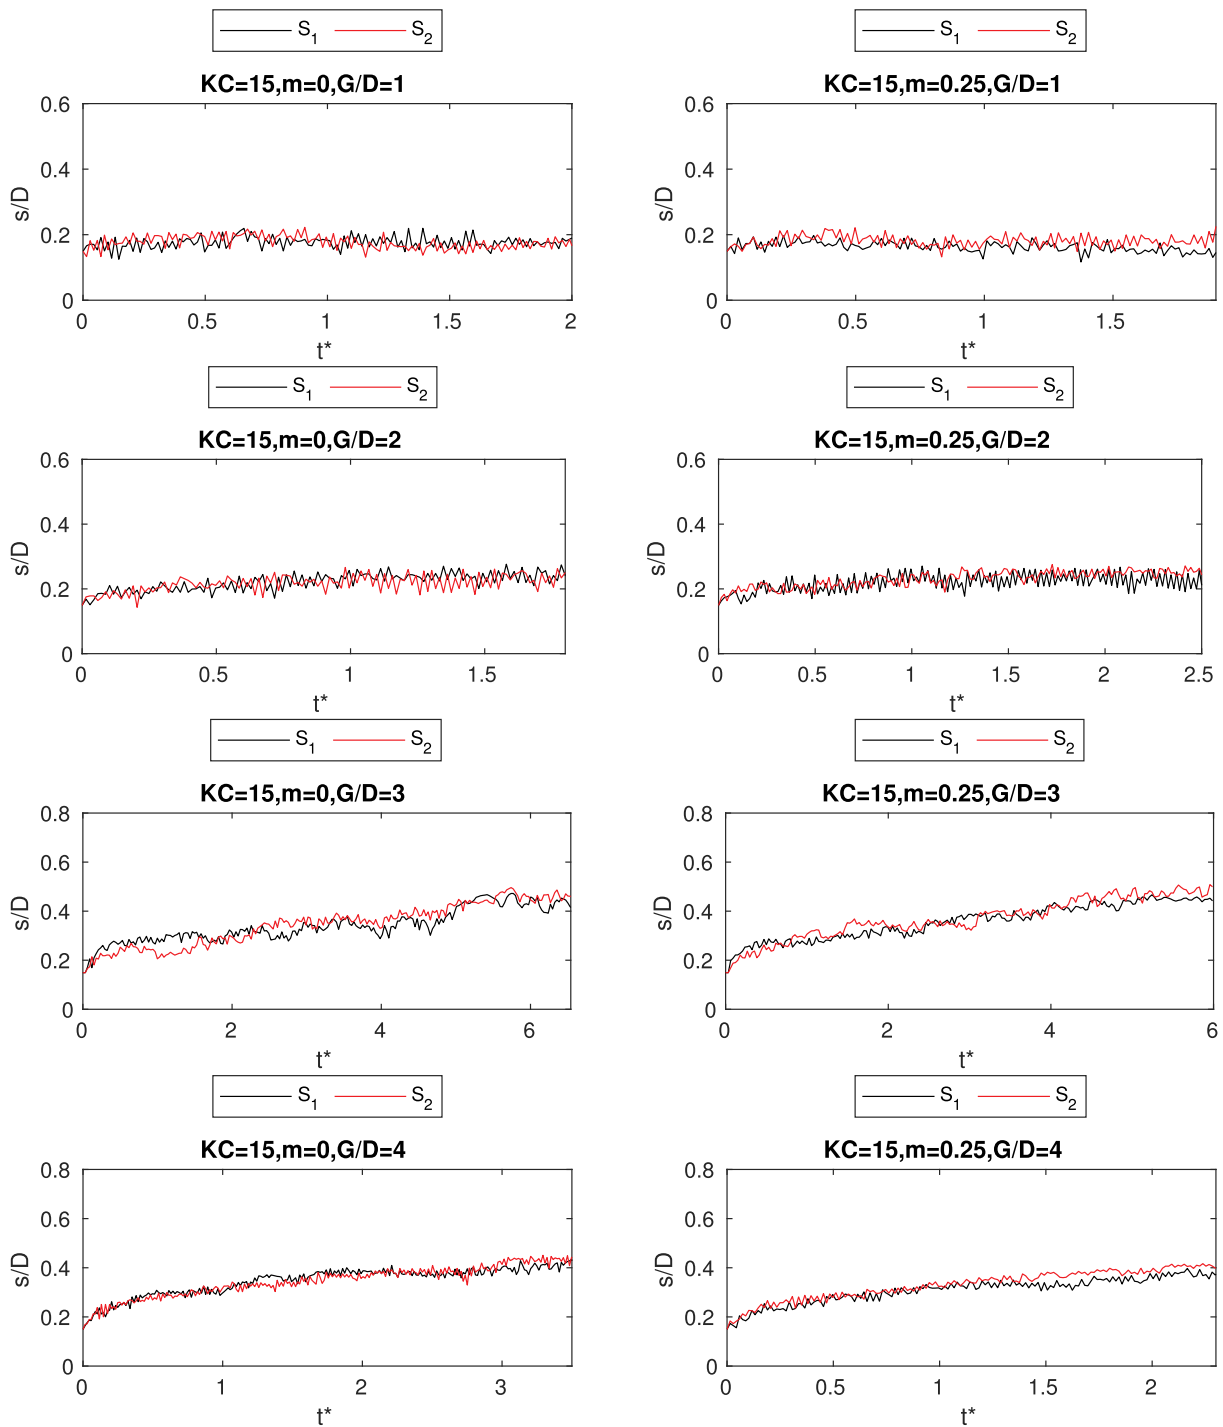 S1 S2
KC=15,m=0,G/D=1
0.6
0.4
0.2
0
s/D
0 0.5 1 1.5 2
t*
S1 S2
KC=15,m=0.25,G/D=1
0.6
0.4
0.2
0
s/D
0 0.5 1 1.5
t*
S1 S2
KC=15,m=0,G/D=2
0.6
0.4
0.2
0
s/D
0 0.5 1 1.5
t*
S1 S2
KC=15,m=0.25,G/D=2
0.6
0.4
0.2
0
s/D
0 0.5 1 1.5 2 2.5
t*
S1 S2
KC=15,m=0,G/D=3
0.8
0.6
0.4
0.2
0
s/D
0 2 4 6
t*
S1 S2
KC=15,m=0.25,G/D=3
0.8
0.6
0.4
0.2
0
s/D
0 2 4 6
t*
S1 S2
KC=15,m=0,G/D=4
0.8
0.6
0.4
0.2
0
s/D
0 1 2 3
t*
S1 S2
KC=15,m=0.25,G/D=4
0.8
0.6
0.4
0.2
0
s/D
0 0.5 1 1.5 2
t*